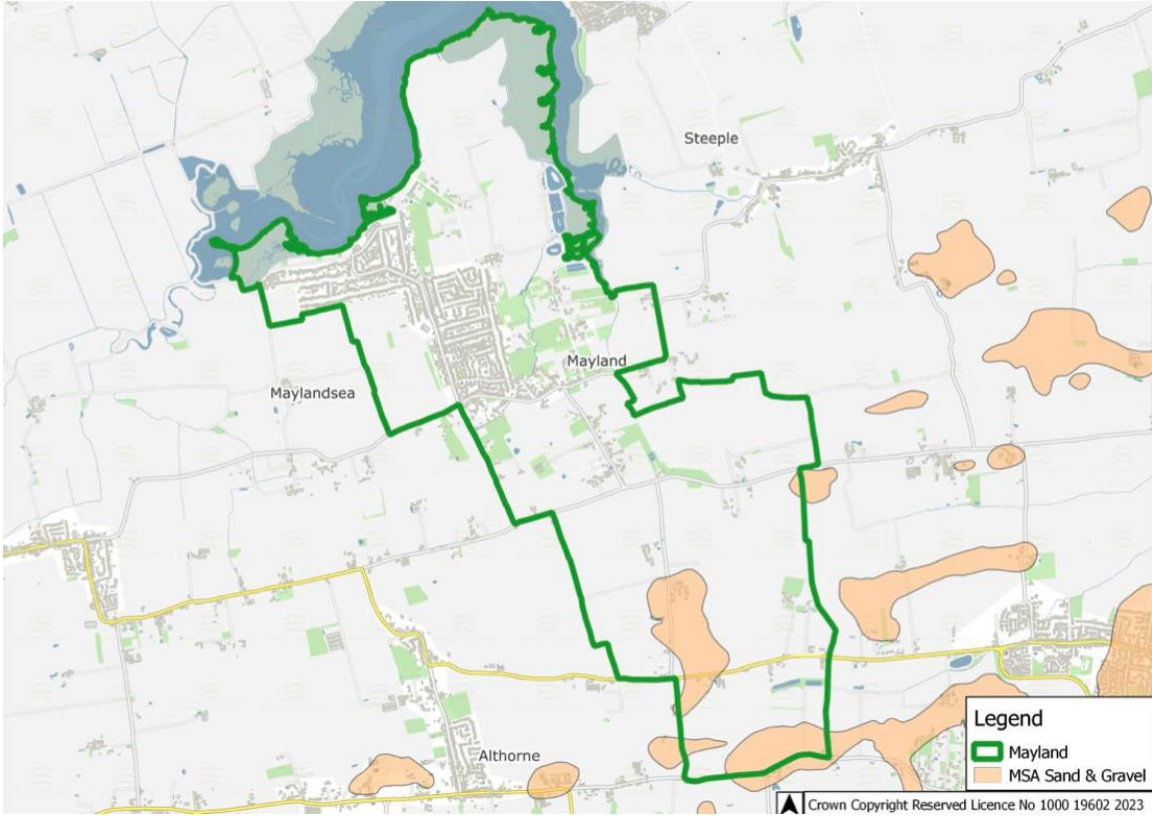 Steeple
Mayland
Maylandsea
Althorne
Legend
Mayland
MSA Sand & Gravel
Crown Copyright Reserved Licence No 1000 19602 2023